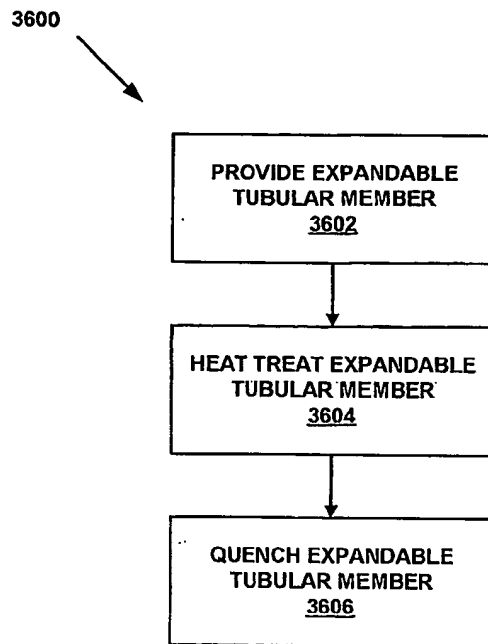 3600
PROVIDE EXPANDABLE
TUBULAR MEMBER
3602
HEAT TREAT EXPANDABLE
TUBULAR MEMBER
3604
QUENCH EXPANDABLE
TUBULAR MEMBER
3606